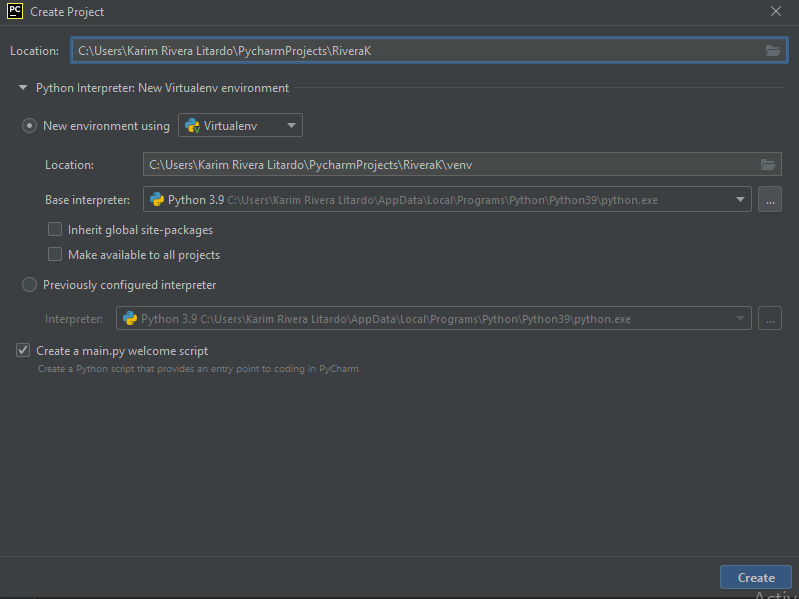 PC Create Project
Location: C:\Users\Karim Rivera Litardo\PycharmProjects\RiveraK
Python Interpreter: New Virtualenv environment
New environment using Virtualenv
Location: C:\Users\Karim Rivera Litardo\PycharmProjects\RiveraK\venv
Base interpreter: Python 3.9 C:\Users\Karim Rivera Litardo\AppData\Local\Programs\Python\Python39\python.exe ...
Inherit global site-packages
Make available to all projects
Previously configured interpreter
Interpreter: Python 3.9 C:\Users\Karim Rivera Litardo\AppData\Local\Programs\Python\Python39\python.exe ...
Create a main.py welcome script
Create a Python script that provides an entry point to coding in PyCharm.
Create
Activ